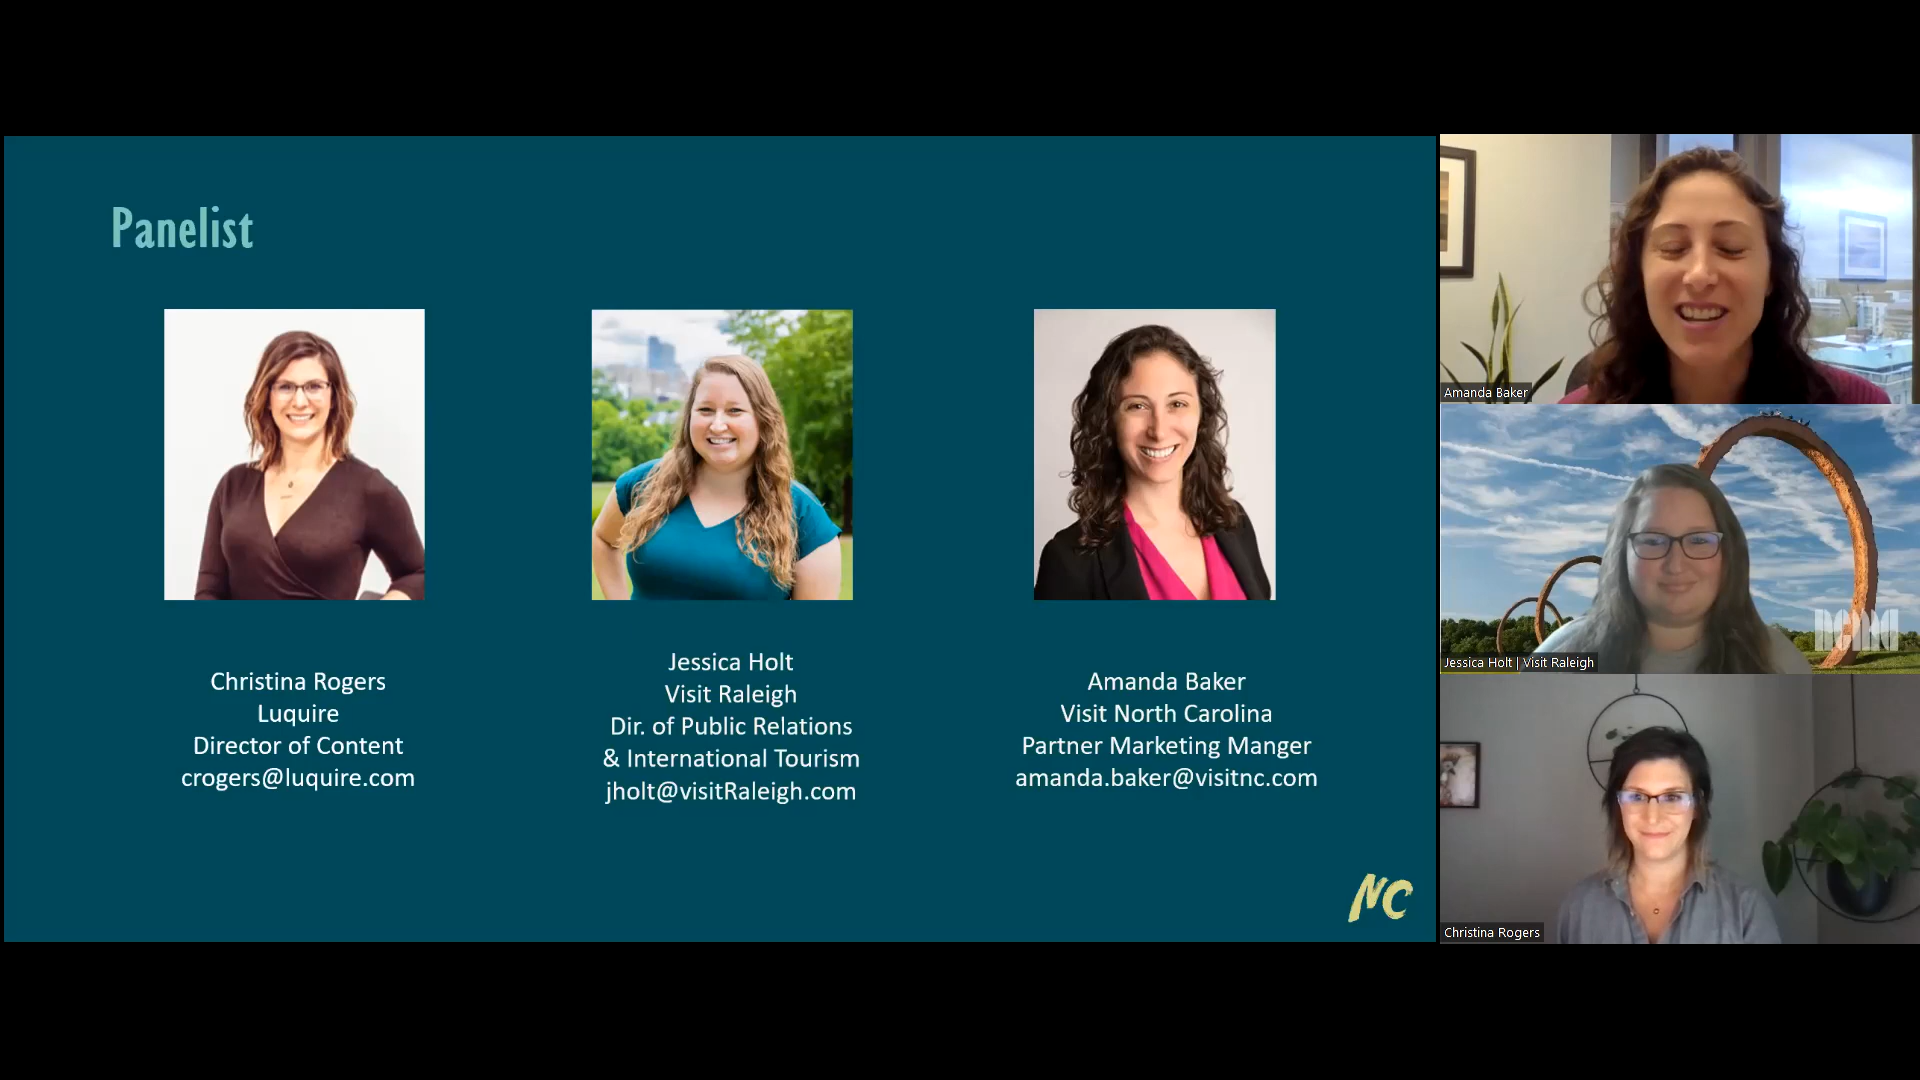 Panelist
Christina Rogers
Luquire
Director of Content
crogers@luquire.com
Jessica Holt
Visit Raleigh
Dir. of Public Relations
& International Tourism
jholt@visitRaleigh.com
Amanda Baker
Visit North Carolina
Partner Marketing Manger
amanda.baker@visitnc.com
NC
Amanda Baker
Jessica Holt | Visit Raleigh
Christina Rogers